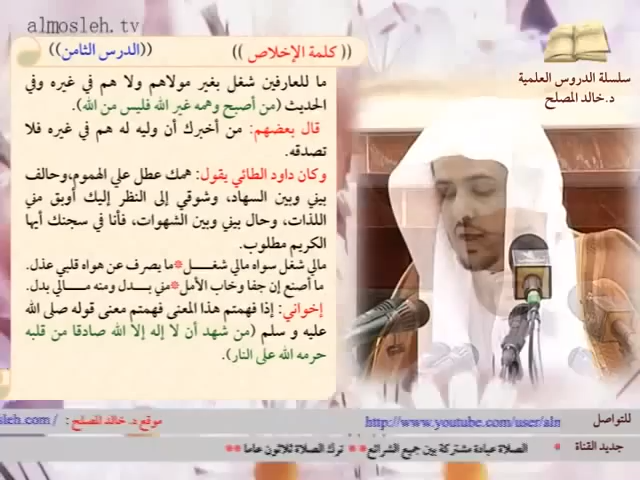 almosleh.tv
((كلمة الإخلاص ))
((الدرس الثامن))
ما للعارفين شغل بغير مولاهم ولا هم في غيره وفي
الحديث (من أصبح وهمه غير الله فليس من الله).
قال بعضهم: من أخبرك أن وليه له هم في غيره فلا
تصدقه.
وكان داود الطائي يقول: همك عطل علي الهموم,وحالف
بيني وبين السهاد، وشوقي إلى النظر إليك أوبق مني
اللذات، وحال بيني وبين الشهوات، فأنا في سجنك أيها
الكريم مطلوب.
مالي شغل سواه مالي شغـــل*ما يصرف عن هواه قلبي عذل.
ما أصنع إن جفا وخاب الأمل*مني بـــدل ومنه مـــالي بدل.
إخواني: إذا فهمتم هذا المعنى فهمتم معنى قوله صلى الله
عليه و سلم (من شهد أن لا إله إلا الله صادقا من قلبه
حرمه الله على النار).
سلسلة الدروس العلمية
د.خالد المصلح
للتواصل
http://www.youtube.com/user/aln
موقع د. خالد المصلح :
sleh.com/
جديد القناة
* الصلاة عبادة مشتركة بين جميع الشرائع ** ترك الصلاة ثلاثون عاما **